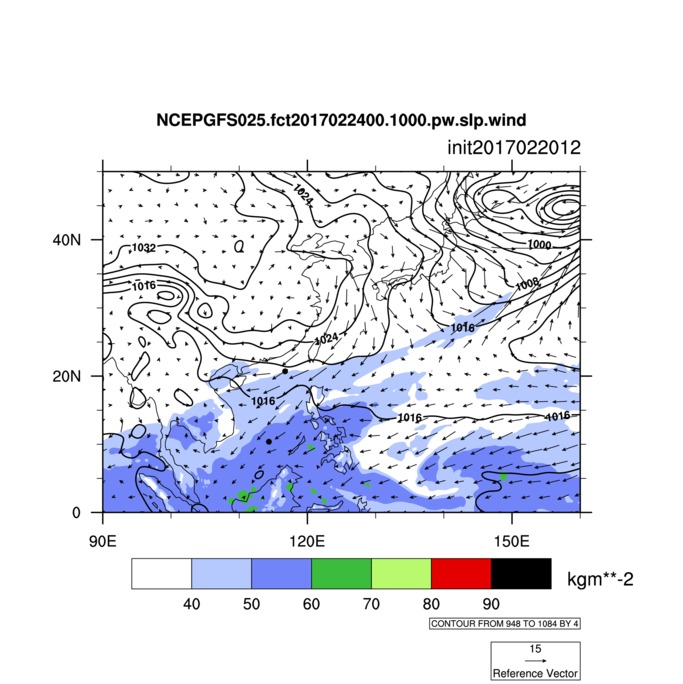 NCEPGFS025.fct2017022400.1000.pw.slp.wind
init2017022012
1024
40N
1032
1000
1016
1008
1024
1016
20N
1016
1016
1016
0
90E 120E 150E
40 50 60 70 80 90
kgm**-2
CONTOUR FROM 948 TO 1084 BY 4
15
Reference Vector